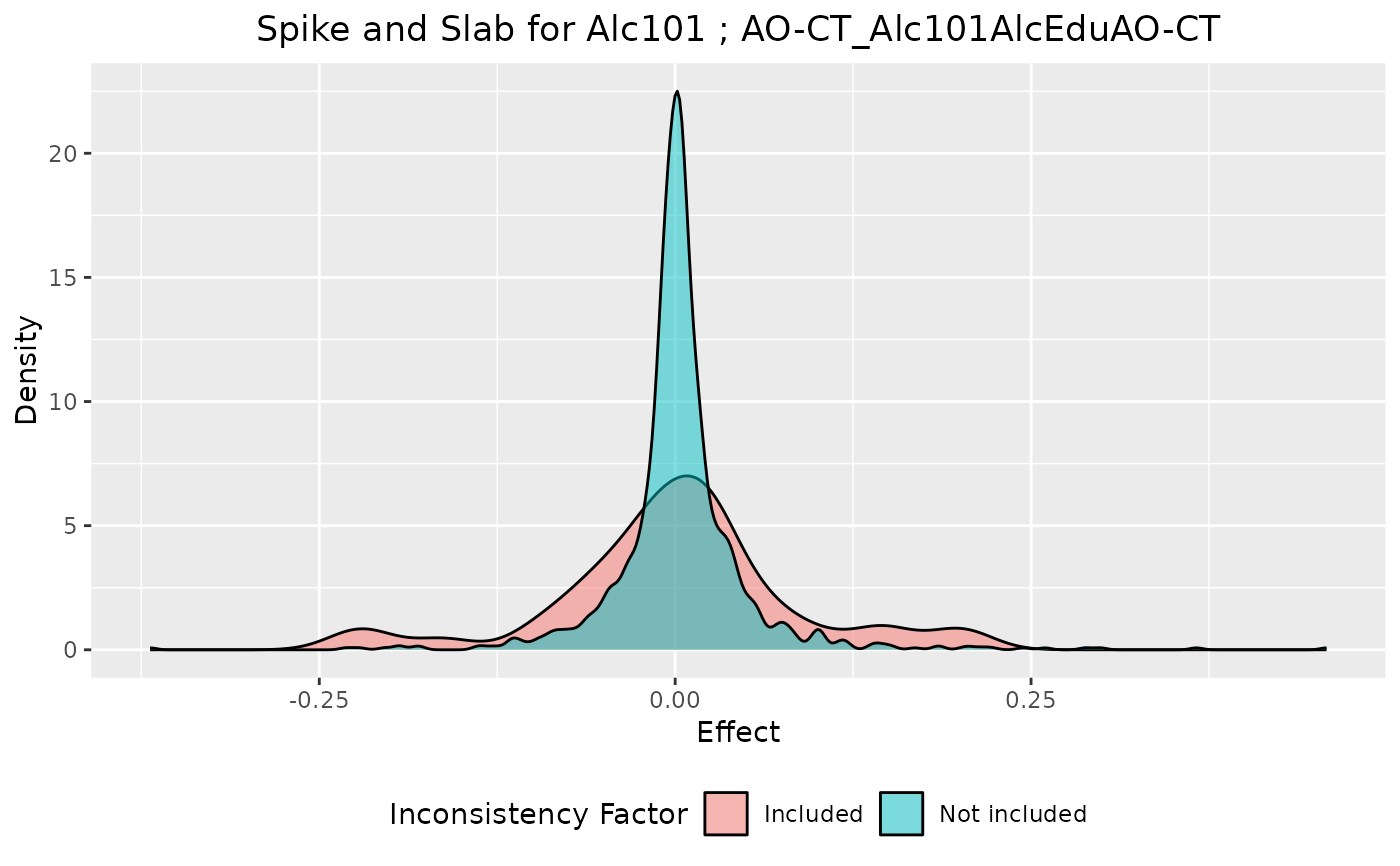 Spike and Slab for Alc101 ; AO-CT_Alc101AlcEduAO-CT
20
15
10
5
0
Density
-0.25 0.00 0.25
Effect
Inconsistency Factor Included Not included